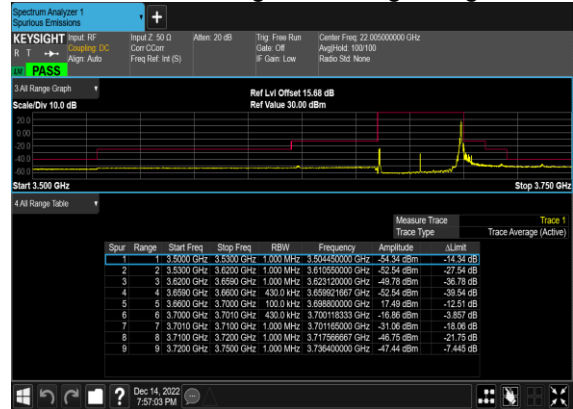 Spectrum Analyzer 1
Spurious Emissions
+
KEYSIGHT Input: RF Input Z: 50 Ω Atten: 20 dB Trig: Free Run Center Freq: 22.005000000 GHz
R T Coupling: DC Corr CCorr Gate: Off Avg|Hold: 100/100
Align: Auto Freq Ref: Int (S) IF Gain: Low Radio Std: None
PASS
3 All Range Graph
Ref Lvl Offset 15.68 dB
Scale/Div 10.0 dB Ref Value 30.00 dBm
20.0
0.00
-20.0
-40.0
-60.0
Start 3.500 GHz Stop 3.750 GHz
4 All Range Table
Measure Trace Trace 1
Trace Type Trace Average (Active)
Spur Range Start Freq Stop Freq RBW Frequency Amplitude ΔLimit
1 1 3.5000 GHz 3.5300 GHz 1.000 MHz 3.504450000 GHz -54.34 dBm -14.34 dB
2 2 3.5300 GHz 3.6200 GHz 1.000 MHz 3.610550000 GHz -52.54 dBm -27.54 dB
3 3 3.6200 GHz 3.6590 GHz 1.000 MHz 3.623120000 GHz -49.78 dBm -36.78 dB
4 4 3.6590 GHz 3.6600 GHz 430.0 kHz 3.659921667 GHz -52.54 dBm -39.54 dB
5 5 3.6600 GHz 3.7000 GHz 100.0 kHz 3.698800000 GHz 17.49 dBm -12.51 dB
6 6 3.7000 GHz 3.7010 GHz 430.0 kHz 3.700118333 GHz -16.86 dBm -3.857 dB
7 7 3.7010 GHz 3.7100 GHz 1.000 MHz 3.701165000 GHz -31.06 dBm -18.06 dB
8 8 3.7100 GHz 3.7200 GHz 1.000 MHz 3.717566667 GHz -46.75 dBm -21.75 dB
9 9 3.7200 GHz 3.7500 GHz 1.000 MHz 3.736400000 GHz -47.44 dBm -7.445 dB
? Dec 14, 2022
7:57:03 PM